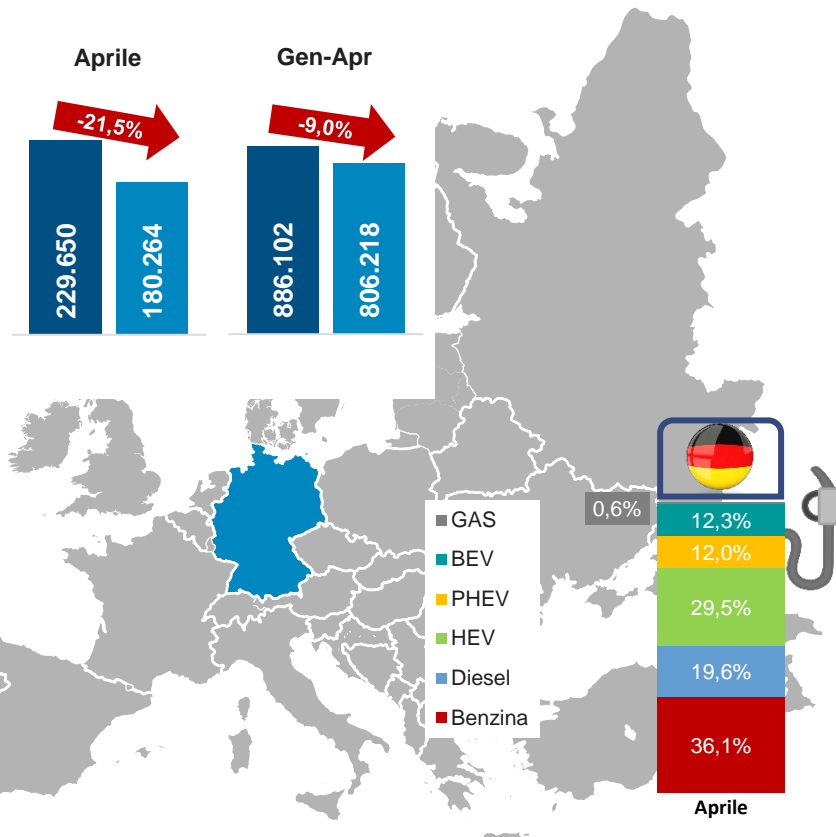 Aprile
Gen-Apr
-21,5%
-9,0%
229.650
180.264
886.102
806.218
GAS
BEV
PHEV
HEV
Diesel
Benzina
0,6%
12,3%
12,0%
29,5%
19,6%
36,1%
Aprile